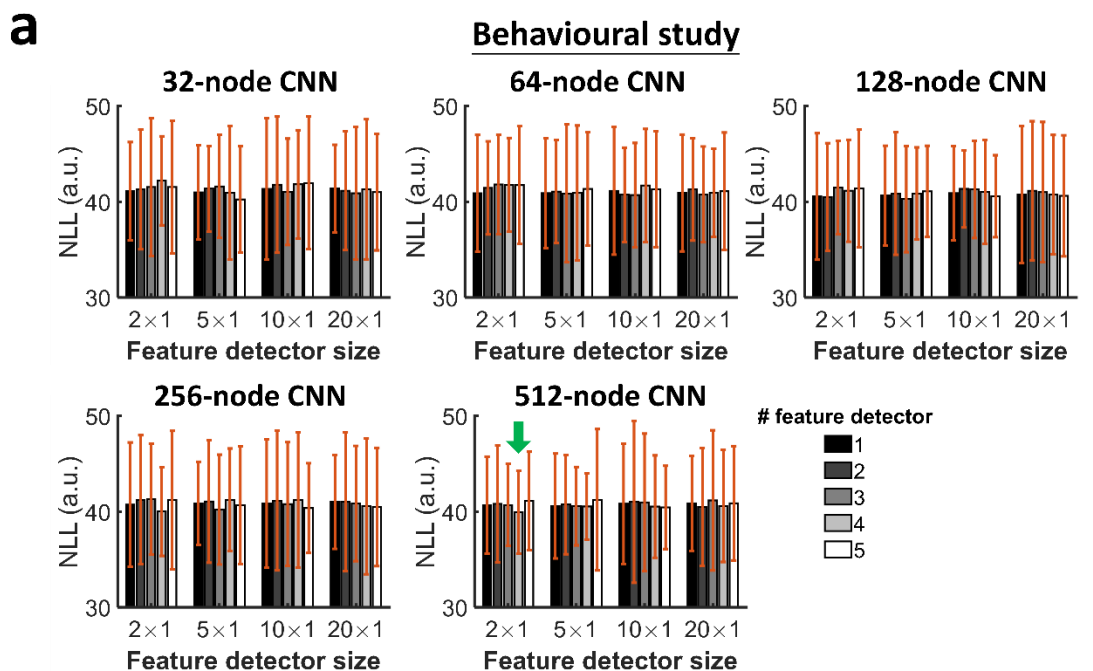 a
Behavioural study
32-node CNN
64-node CNN
128-node CNN
50
40
30
NLL (a.u.)
2×1 5×1 10×1 20×1
Feature detector size
50
40
30
NLL (a.u.)
2×1 5×1 10×1 20×1
Feature detector size
50
40
30
NLL (a.u.)
2×1 5×1 10×1 20×1
Feature detector size
256-node CNN
512-node CNN
50
40
30
NLL (a.u.)
2×1 5×1 10×1 20×1
Feature detector size
50
40
30
NLL (a.u.)
2×1 5×1 10×1 20×1
Feature detector size
# feature detector
1
2
3
4
5